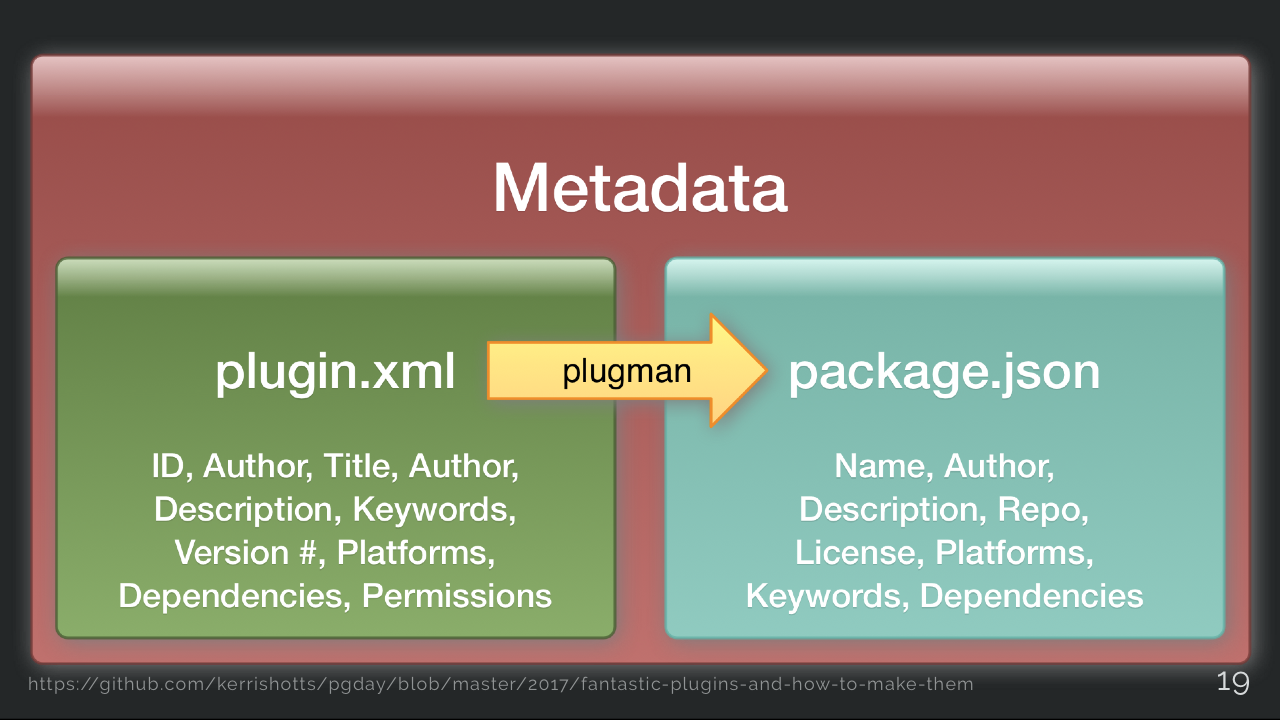 Metadata
plugin.xml
plugman
package.json
ID, Author, Title, Author,
Description, Keywords,
Version #, Platforms,
Dependencies, Permissions
Name, Author,
Description, Repo,
License, Platforms,
Keywords, Dependencies
https://github.com/kerrishotts/pgday/blob/master/2017/fantastic-plugins-and-how-to-make-them
19